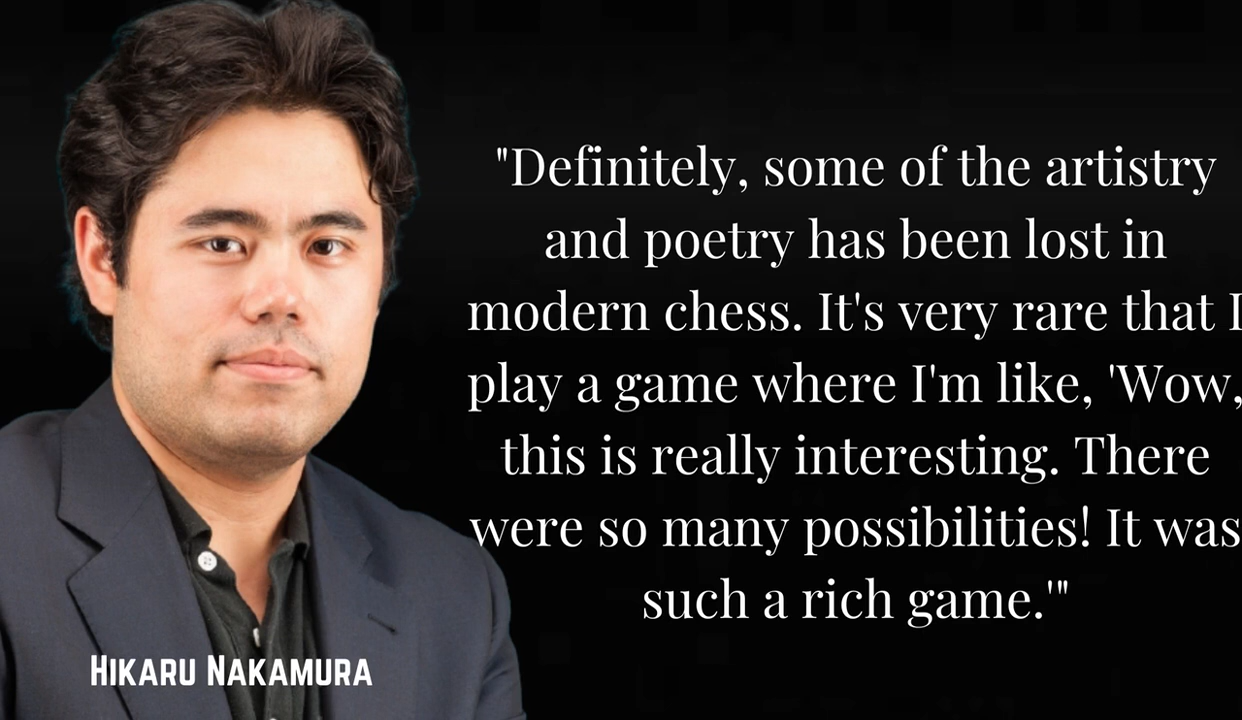 "Definitely, some of the artistry
and poetry has been lost in
modern chess. It's very rare that I
play a game where I'm like, 'Wow,
this is really interesting. There
were so many possibilities! It was
such a rich game.'"
HIKARU NAKAMURA